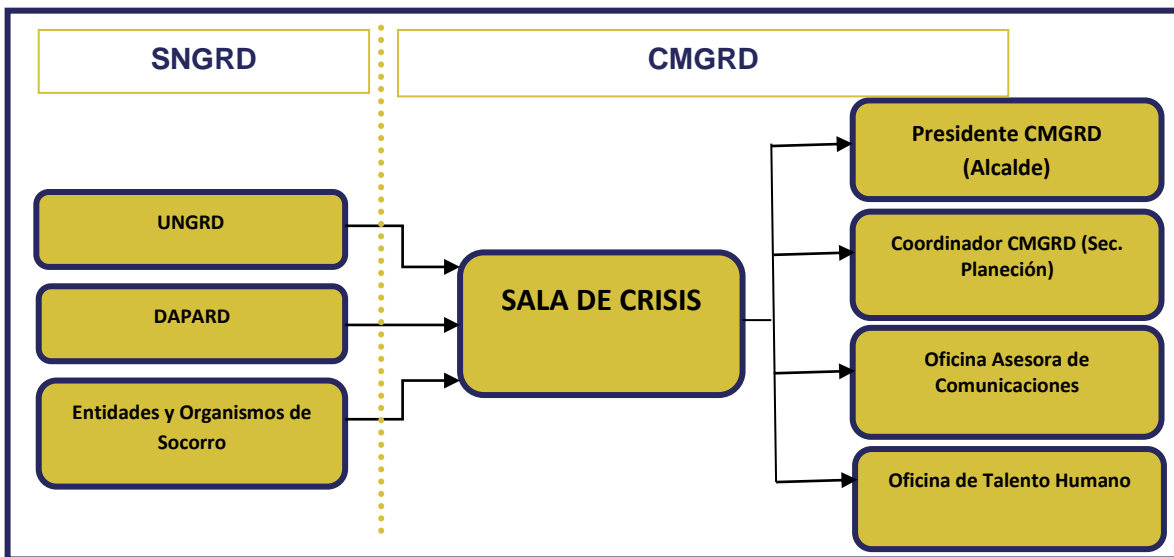 SNGRD
CMGRD
UNGRD
DAPARD
Entidades y Organismos de
Socorro
SALA DE CRISIS
Presidente CMGRD
(Alcalde)
Coordinador CMGRD (Sec.
Planeción)
Oficina Asesora de
Comunicaciones
Oficina de Talento Humano